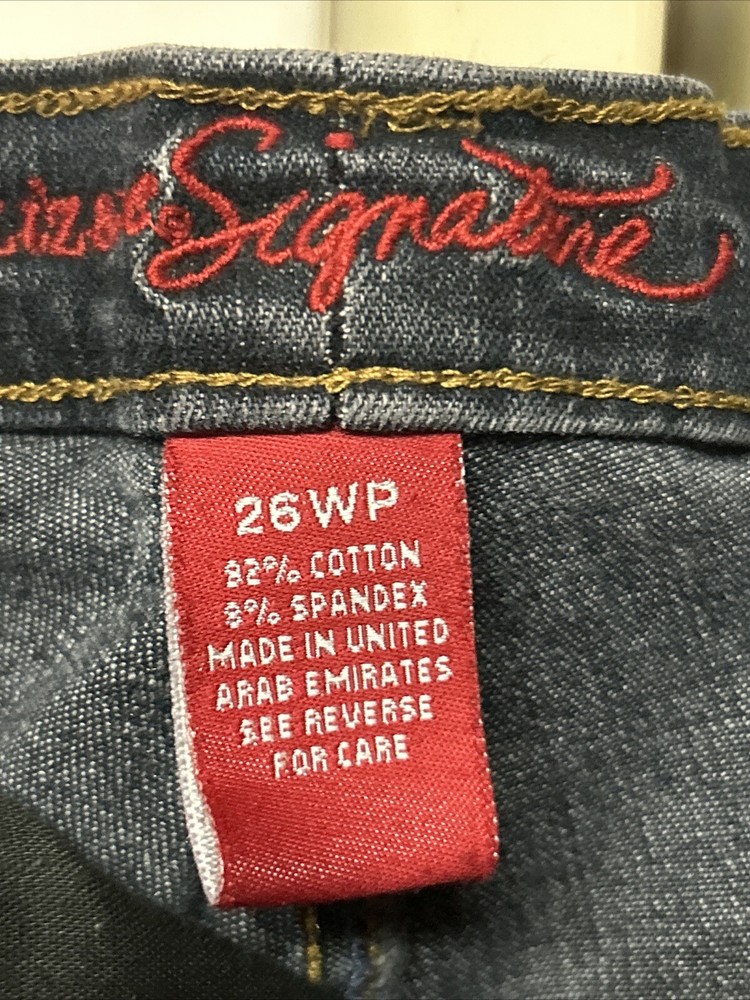 Signature
26WP
92% COTTON
8% SPANDEX
MADE IN UNITED
ARAB EMIRATES
SEE REVERSE
FOR CARE